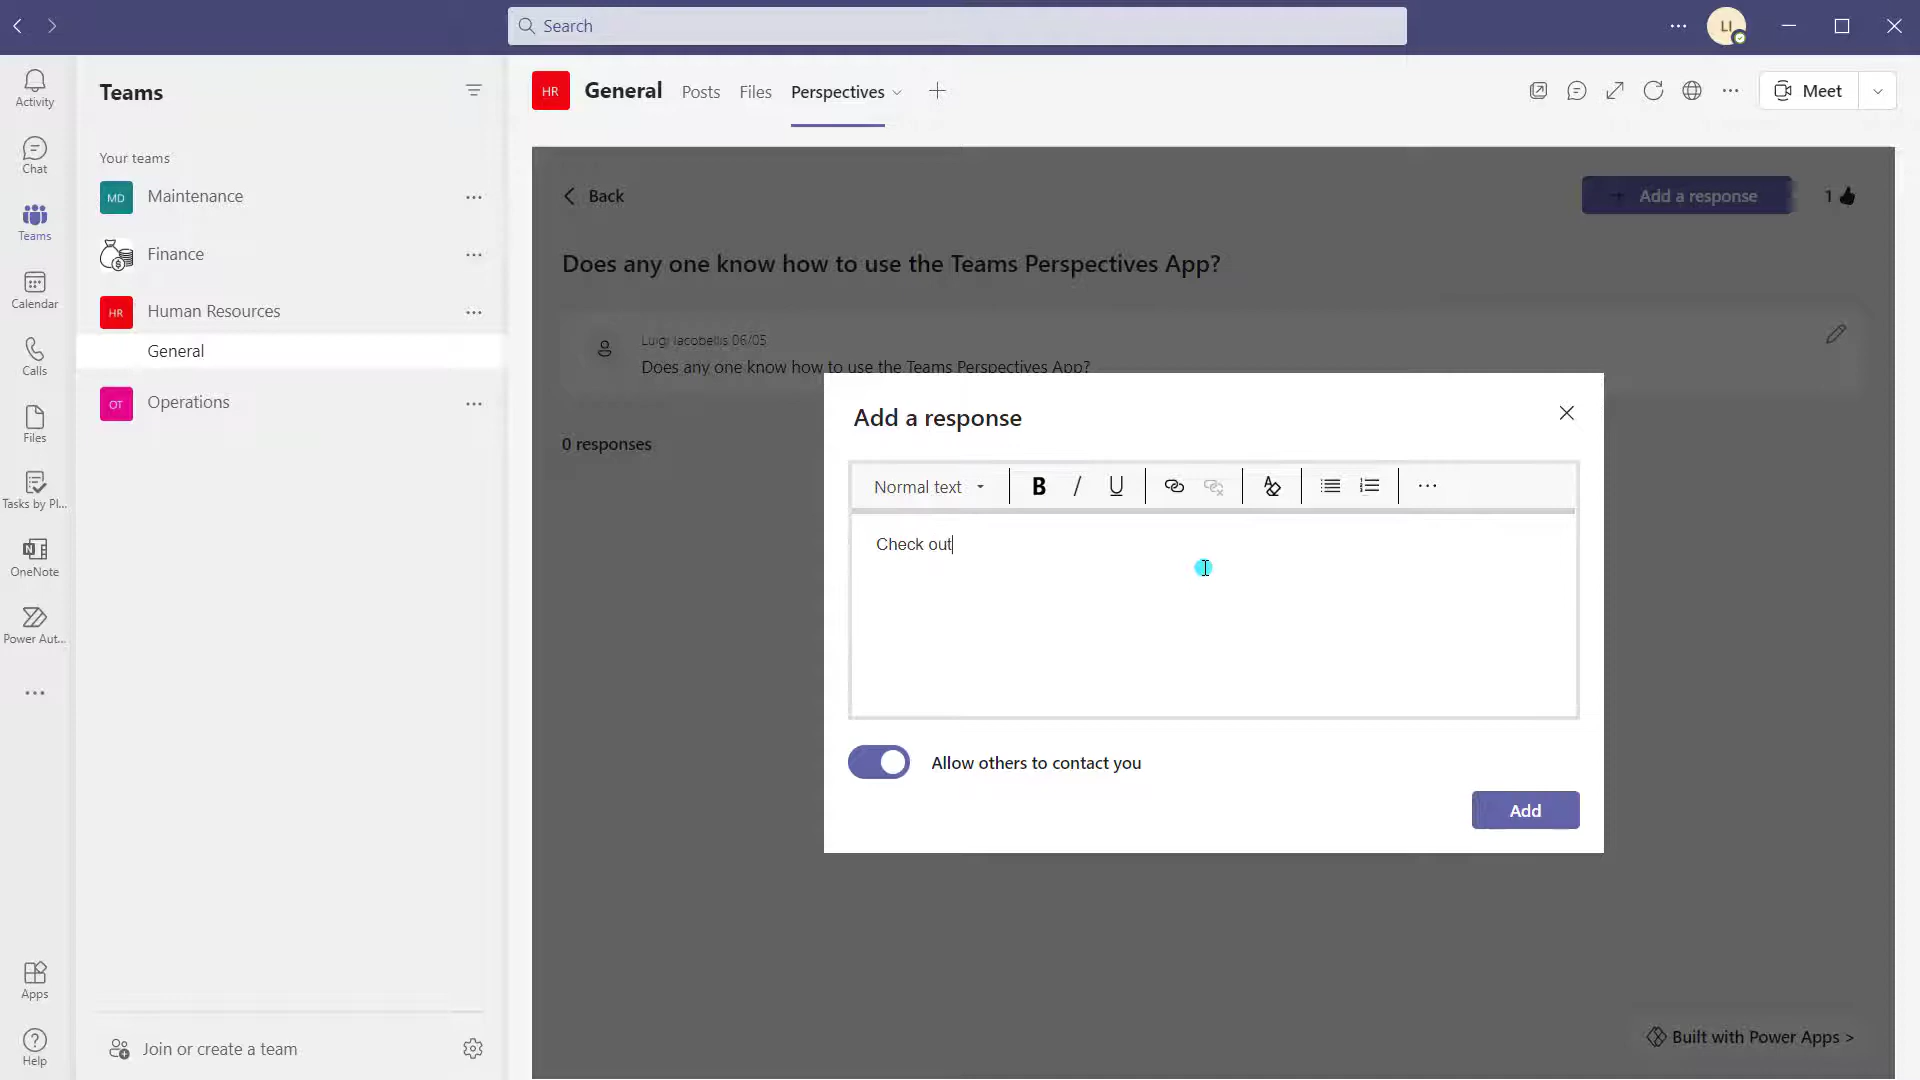 Search
LI
Activity
Chat
Teams
Calendar
Calls
Files
Tasks by Pl...
OneNote
Power Aut...
Apps
Help
Teams
Your teams
MD Maintenance
Finance
HR Human Resources
General
OT Operations
Join or create a team
HR General Posts Files Perspectives
Meet
Back
Add a response
1
Does any one know how to use the Teams Perspectives App?
Luigi Iacobellis 06/05
Does any one know how to use the Teams Perspectives App?
0 responses
Add a response
Normal text B / U
Check out
Allow others to contact you
Add
Built with Power Apps >